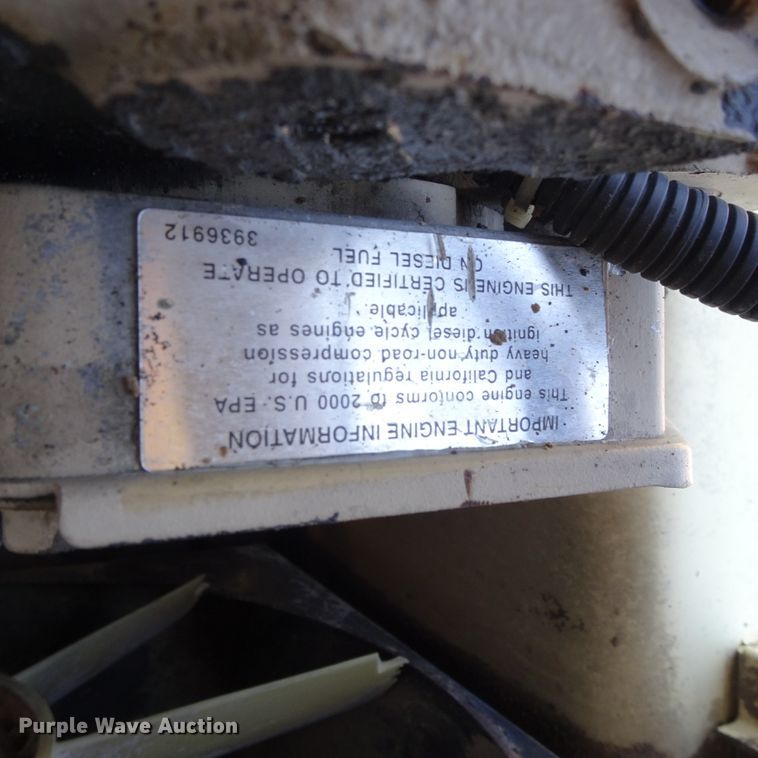 IMPORTANT ENGINE INFORMATION
This engine conforms to 2000 U.S. EPA
and California regulations for
heavy duty non-road compression
ignition diesel cycle engines as
applicable.
THIS ENGINE IS CERTIFIED TO OPERATE
ON DIESEL FUEL
3936912
Purple Wave Auction